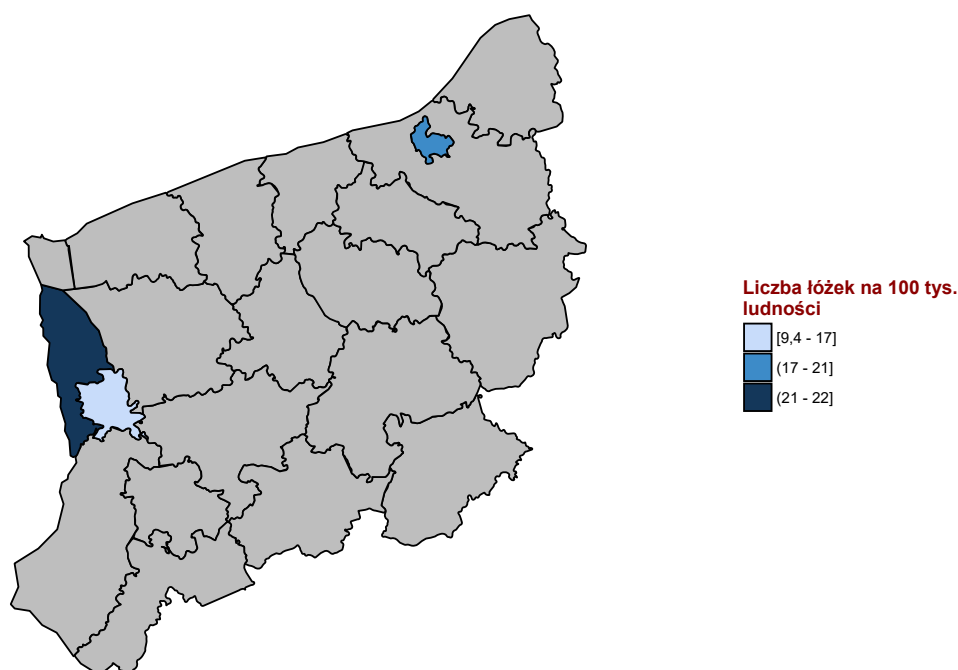 Liczba łóżek na 100 tys.
ludności
[9,4 - 17]
(17 - 21]
(21 - 22]